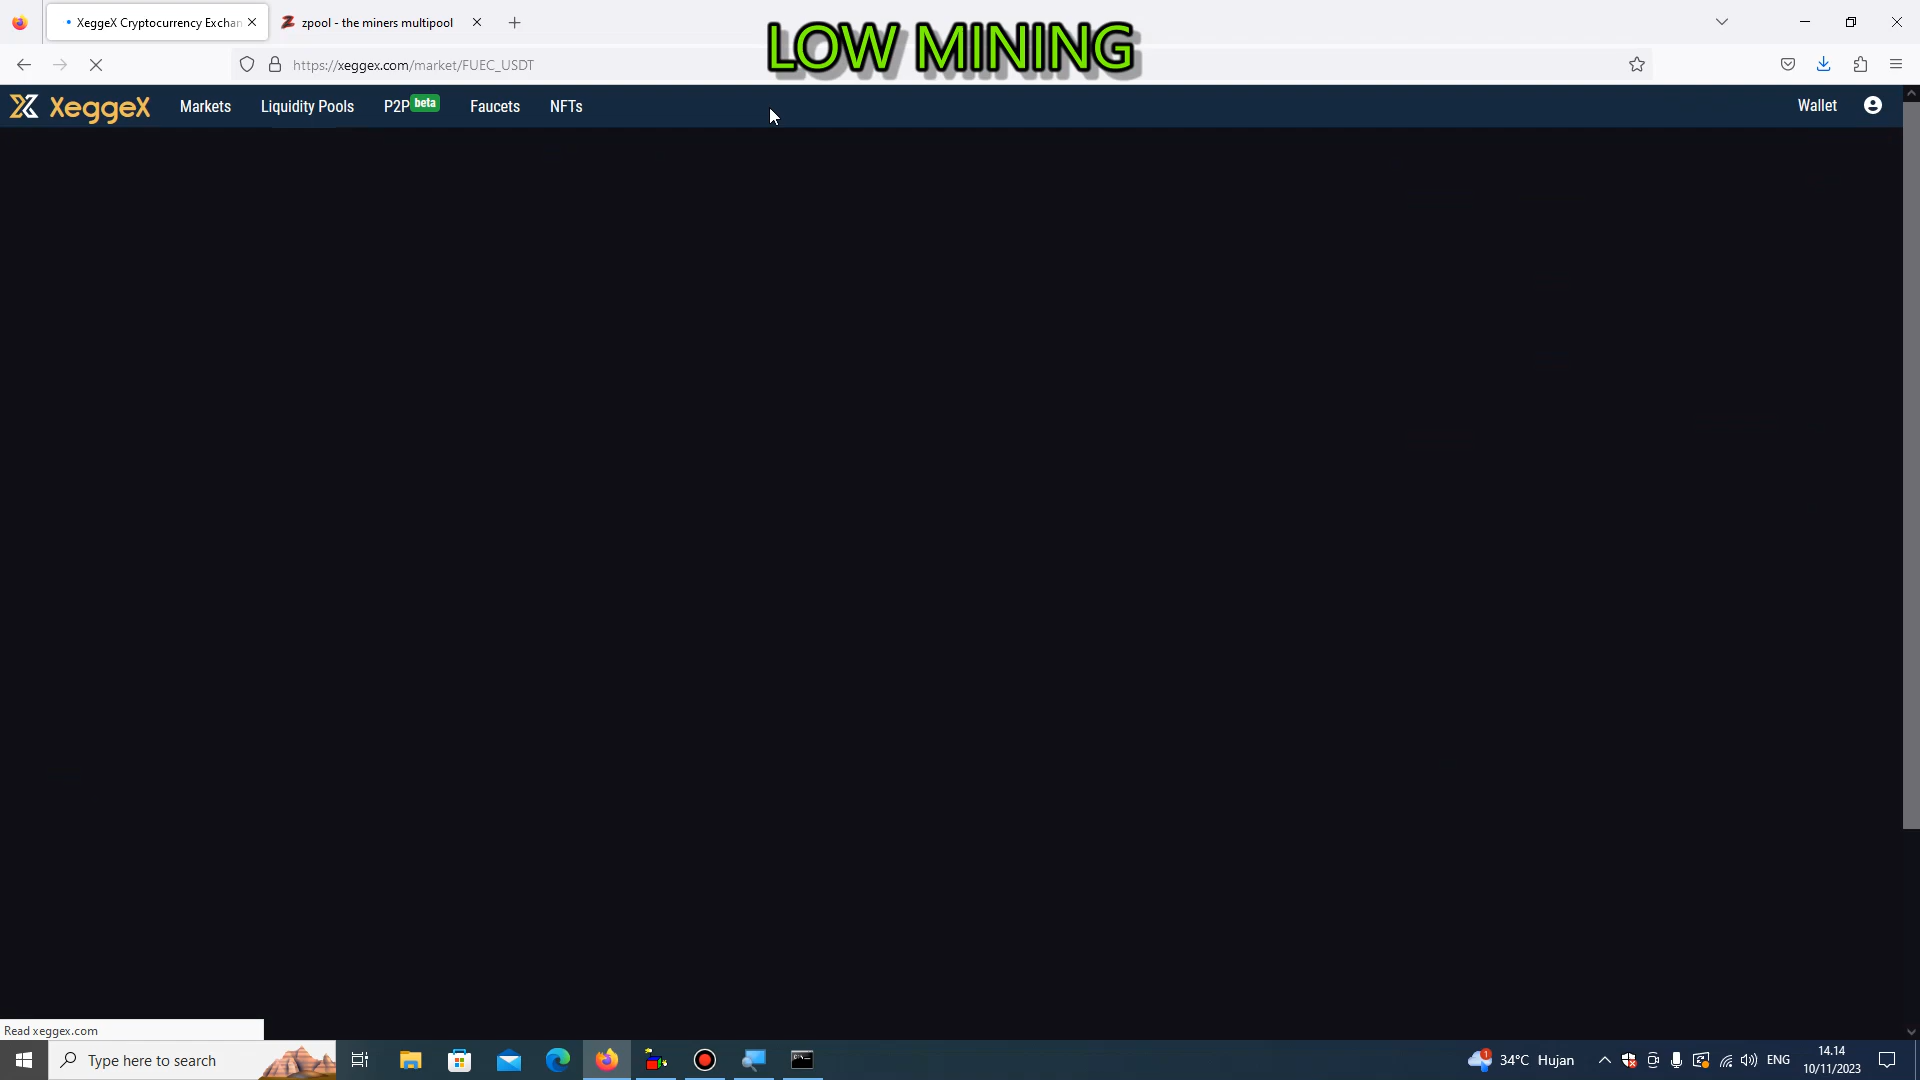 XeggeX Cryptocurrency Exchan
zpool - the miners multipool
LOW MINING
https://xeggex.com/market/FUEC_USDT
XeggeX
Markets
Liquidity Pools
P2P beta
Faucets
NFTs
Wallet
Read xeggex.com
Type here to search
1
34°C Hujan
ENG
14.14
10/11/2023